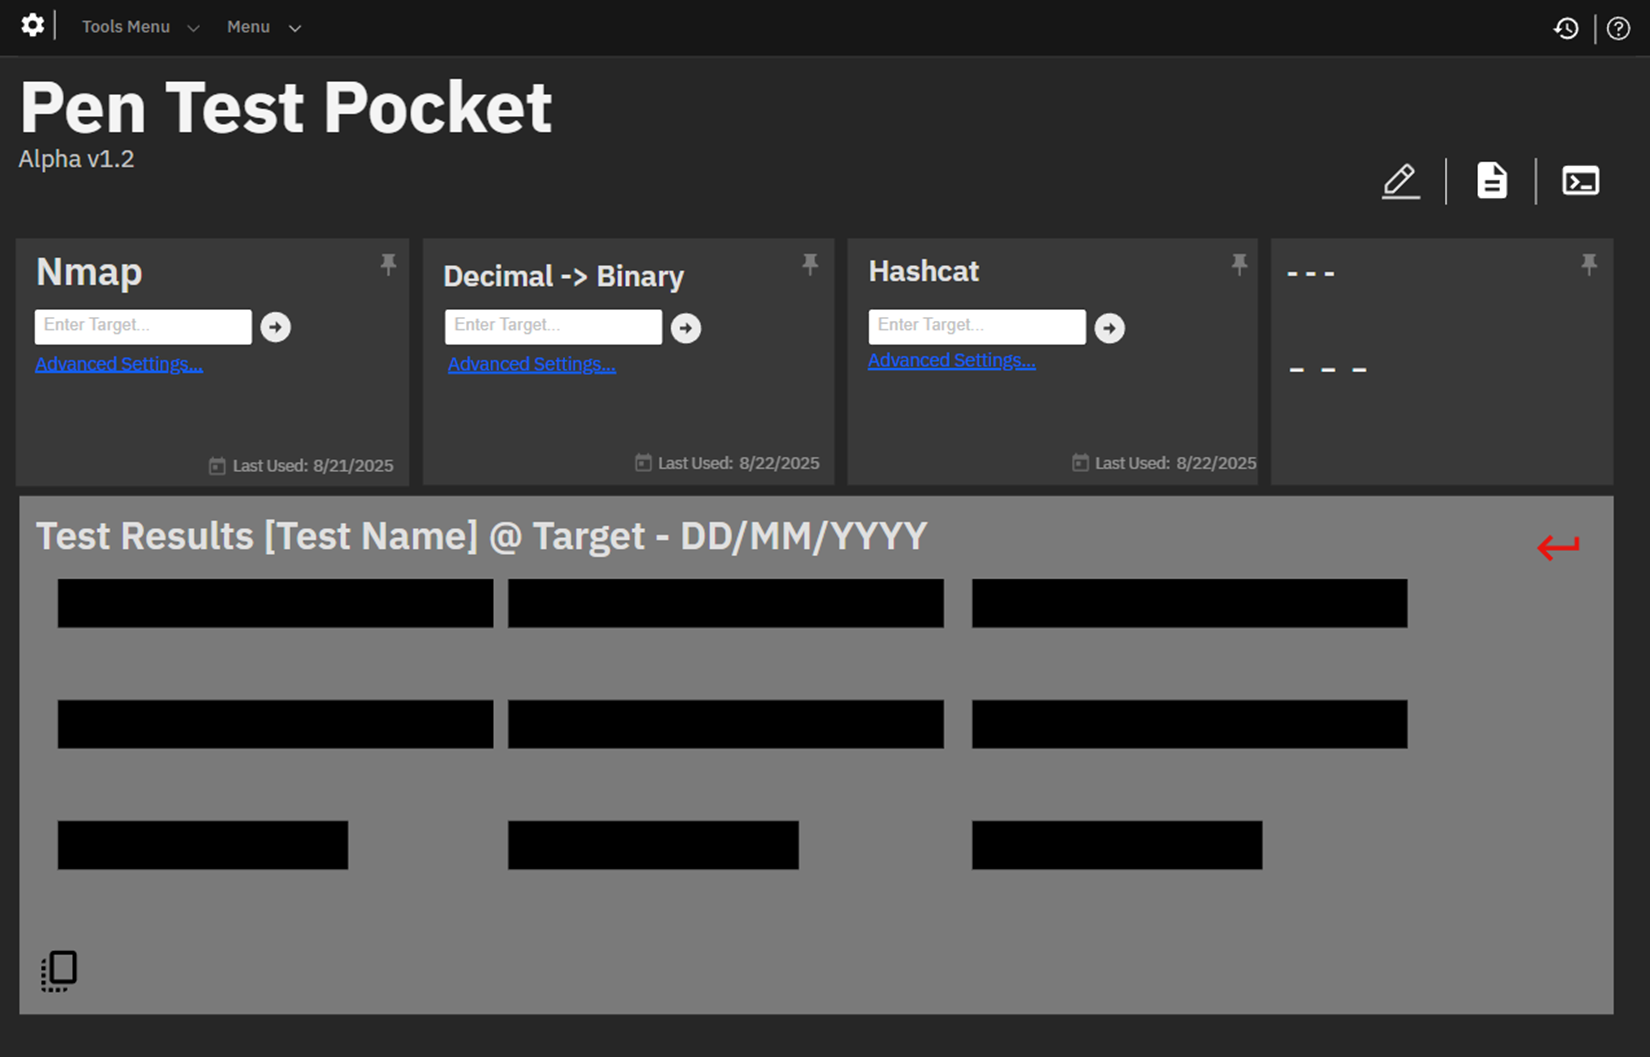 Tools Menu Menu
Pen Test Pocket
Alpha v1.2
Nmap
Enter Target...
Advanced Settings...
Last Used: 8/21/2025
Decimal -> Binary
Enter Target...
Advanced Settings...
Last Used: 8/22/2025
Hashcat
Enter Target...
Advanced Settings...
Last Used: 8/22/2025
---
---
Test Results [Test Name] @ Target - DD/MM/YYYY